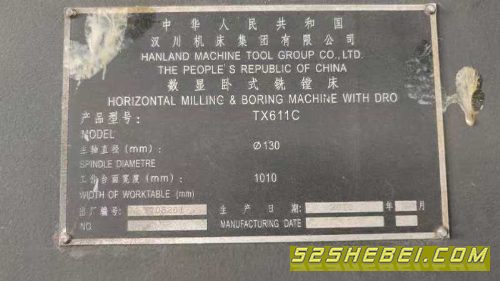 中华人民共和国
汉川机床集团有限公司
HANLAND MACHINE TOOL GROUP CO.,LTD.
THE PEOPLE'S REPUBLIC OF CHINA
数显卧式铣镗床
HORIZONTAL MILLING & BORING MACHINE WITH DRO
产品型号: TX611C
MODEL
主轴直径(mm): Ø130
SPINDLE DIAMETRE
工作台面宽度(mm): 1010
WIDTH OF WORKTABLE (mm)
出厂编号: 生产日期: 年 月
NO. MANUFACTURING DATE
52SHEBEI.COM